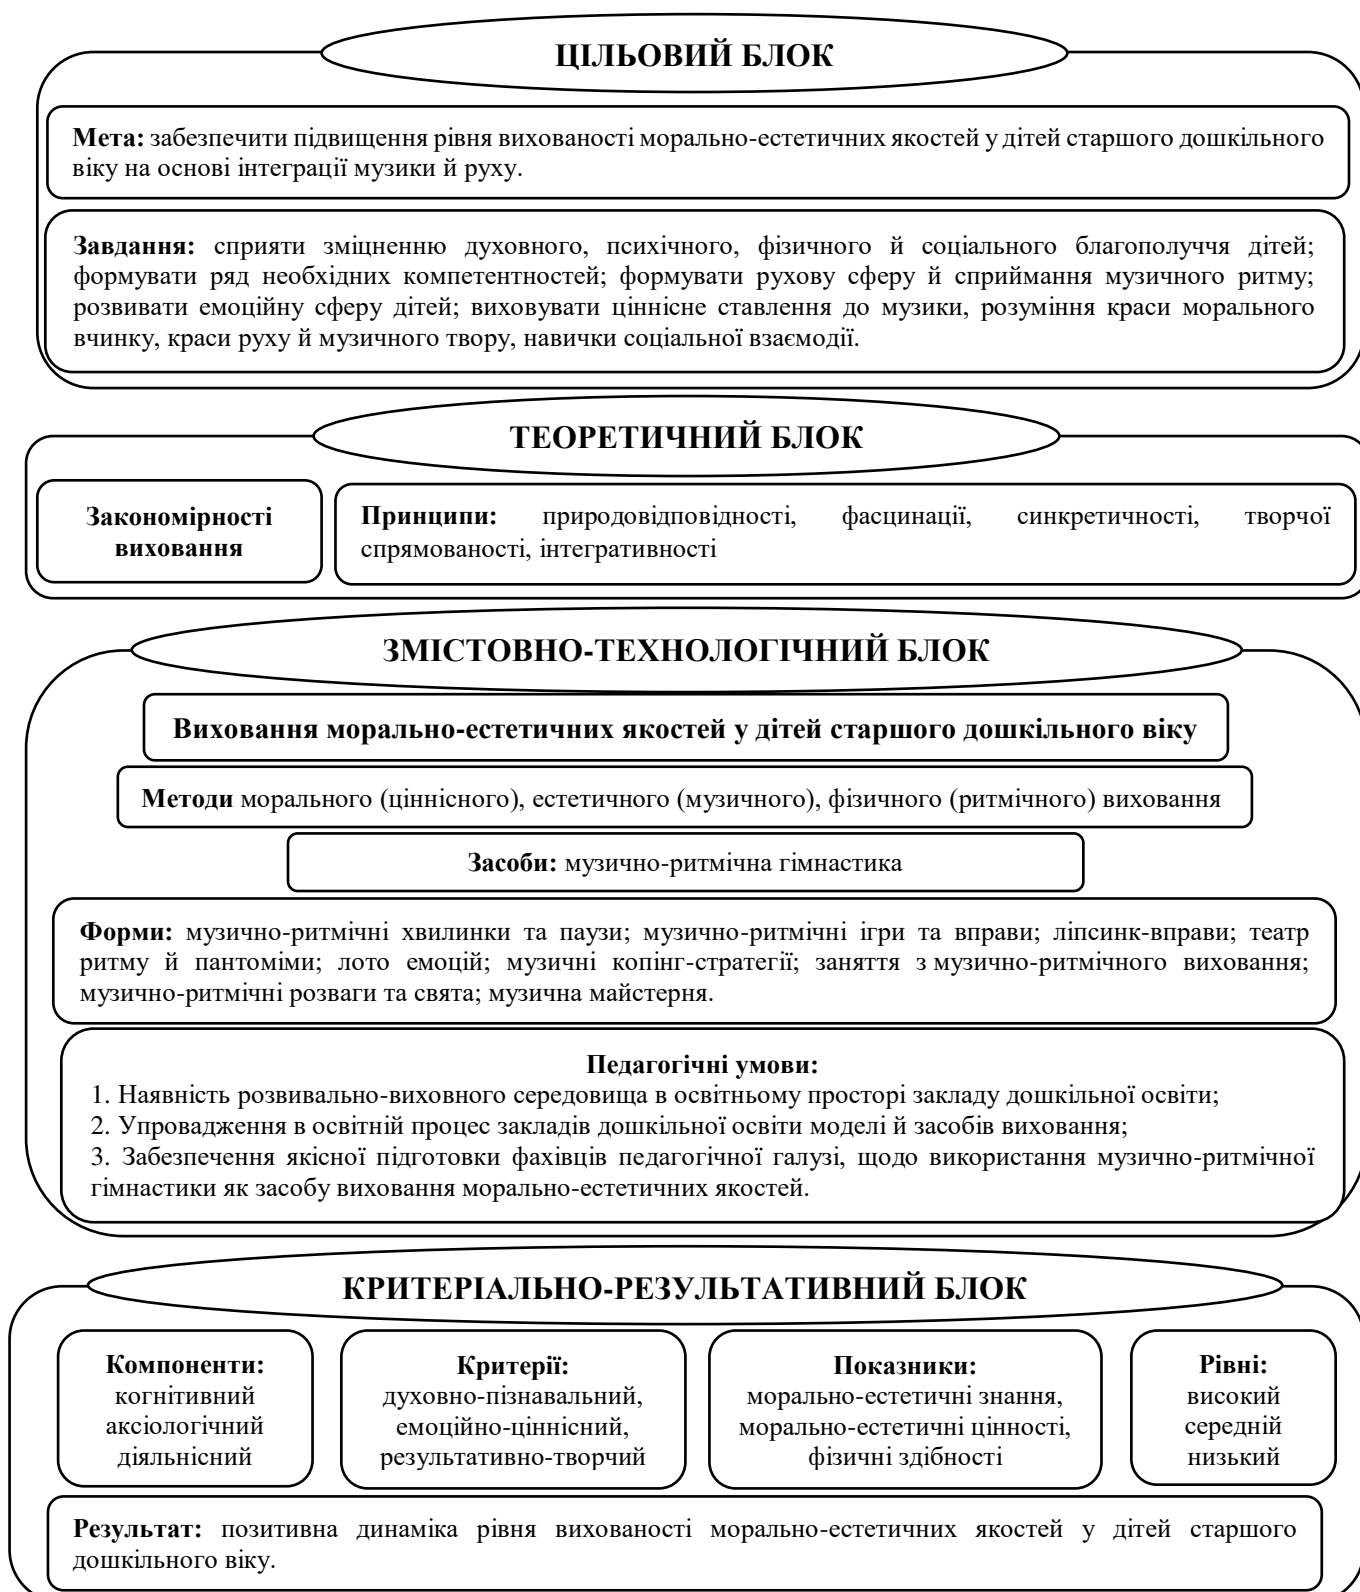 ЦІЛЬОВИЙ БЛОК
Мета: забезпечити підвищення рівня вихованості морально-естетичних якостей у дітей старшого дошкільного
віку на основі інтеграції музики й руху.
Завдання: сприяти зміцненню духовного, психічного, фізичного й соціального благополуччя дітей;
формувати ряд необхідних компетентностей; формувати рухову сферу й сприймання музичного ритму;
розвивати емоційну сферу дітей; виховувати ціннісне ставлення до музики, розуміння краси морального
вчинку, краси руху й музичного твору, навички соціальної взаємодії.
ТЕОРЕТИЧНИЙ БЛОК
Закономірності
виховання
Принципи: природовідповідності, фасцинації, синкретичності, творчої
спрямованості, інтегративності
ЗМІСТОВНО-ТЕХНОЛОГІЧНИЙ БЛОК
Виховання морально-естетичних якостей у дітей старшого дошкільного віку
Методи морального (ціннісного), естетичного (музичного), фізичного (ритмічного) виховання
Засоби: музично-ритмічна гімнастика
Форми: музично-ритмічні хвилинки та паузи; музично-ритмічні ігри та вправи; ліпсинк-вправи; театр
ритму й пантоміми; лото емоцій; музичні копінг-стратегії; заняття з музично-ритмічного виховання;
музично-ритмічні розваги та свята; музична майстерня.
Педагогічні умови:
1. Наявність розвивально-виховного середовища в освітньому просторі закладу дошкільної освіти;
2. Упровадження в освітній процес закладів дошкільної освіти моделі й засобів виховання;
3. Забезпечення якісної підготовки фахівців педагогічної галузі, щодо використання музично-ритмічної
гімнастики як засобу виховання морально-естетичних якостей.
КРИТЕРІАЛЬНО-РЕЗУЛЬТАТИВНИЙ БЛОК
Компоненти:
когнітивний
аксіологічний
діяльнісний
Критерії:
духовно-пізнавальний,
емоційно-ціннісний,
результативно-творчий
Показники:
морально-естетичні знання,
морально-естетичні цінності,
фізичні здібності
Рівні:
високий
середній
низький
Результат: позитивна динаміка рівня вихованості морально-естетичних якостей у дітей старшого
дошкільного віку.